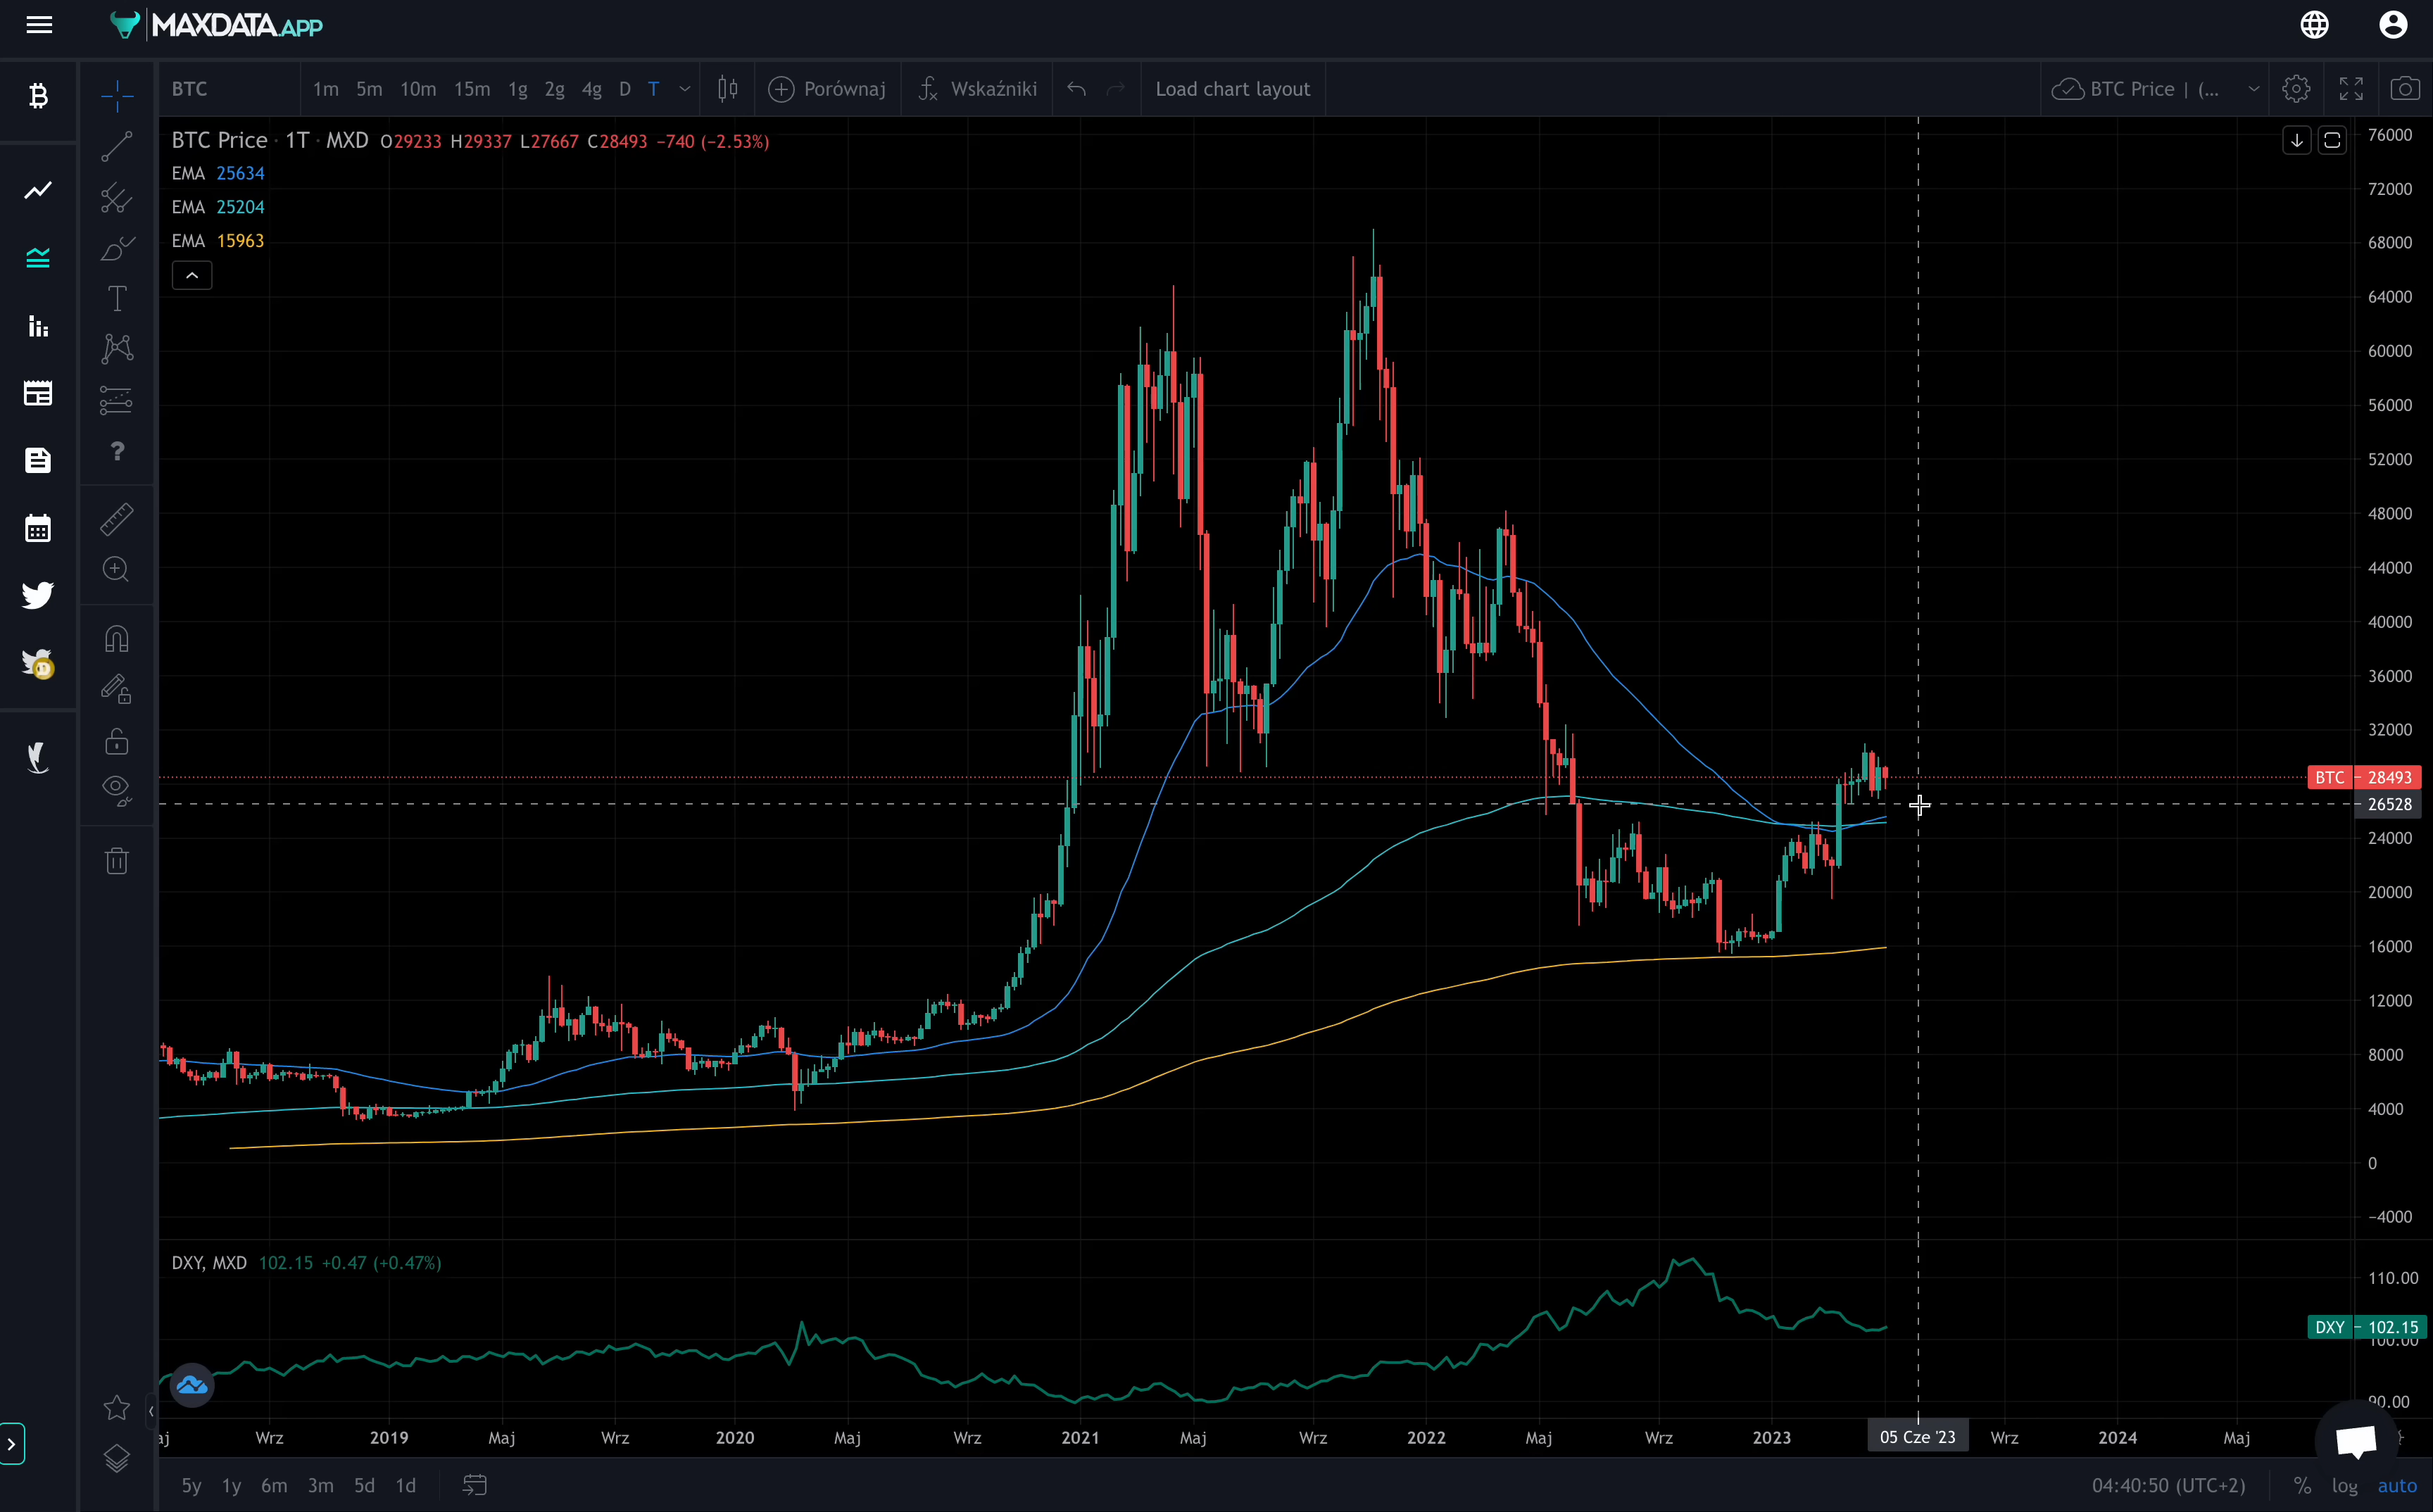 MAXDATA.APP
BTC 1m 5m 10m 15m 1g 2g 4g D T Porównaj Wskaźniki Load chart layout BTC Price | (...
BTC Price · 1T · MXD O29233 H29337 L27667 C28493 −740 (−2.53%)
EMA 25634
EMA 25204
EMA 15963
76000
72000
68000
64000
60000
56000
52000
48000
44000
40000
36000
32000
BTC 28493
26528
24000
20000
16000
12000
8000
4000
0
−4000
DXY, MXD 102.15 +0.47 (+0.47%)
110.00
DXY 102.15
100.00
90.00
aj Wrz 2019 Maj Wrz 2020 Maj Wrz 2021 Maj Wrz 2022 Maj Wrz 2023 05 Cze '23 Wrz 2024 Maj
5y 1y 6m 3m 5d 1d 04:40:50 (UTC+2) % log auto